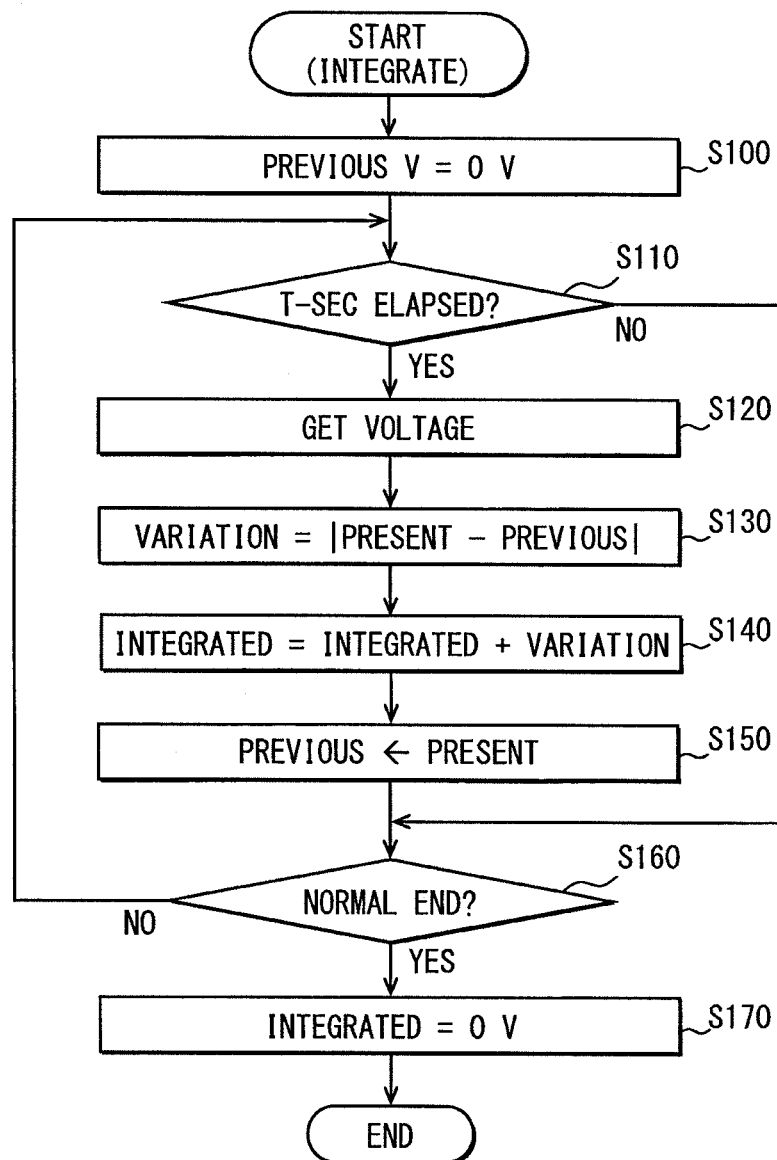 START
(INTEGRATE)
PREVIOUS V = 0 V
S100
T-SEC ELAPSED?
S110
NO
YES
GET VOLTAGE
S120
VARIATION = |PRESENT - PREVIOUS|
S130
INTEGRATED = INTEGRATED + VARIATION
S140
PREVIOUS ← PRESENT
S150
NORMAL END?
S160
NO
YES
INTEGRATED = 0 V
S170
END